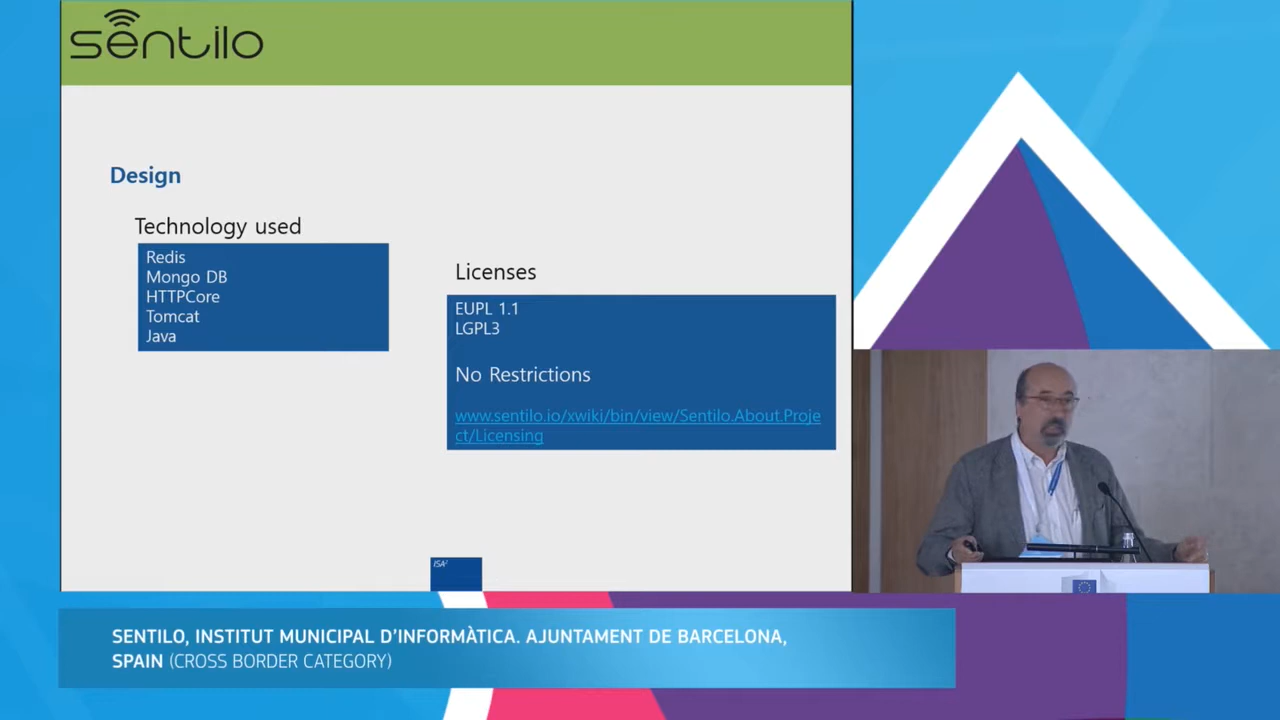 sentilo
Design
Technology used
Redis
Mongo DB
HTTPCore
Tomcat
Java
Licenses
EUPL 1.1
LGPL3
No Restrictions
www.sentilo.io/xwiki/bin/view/Sentilo.About.Proje
ct/Licensing
ISA²
SENTILO, INSTITUT MUNICIPAL D'INFORMÀTICA. AJUNTAMENT DE BARCELONA,
SPAIN (CROSS BORDER CATEGORY)